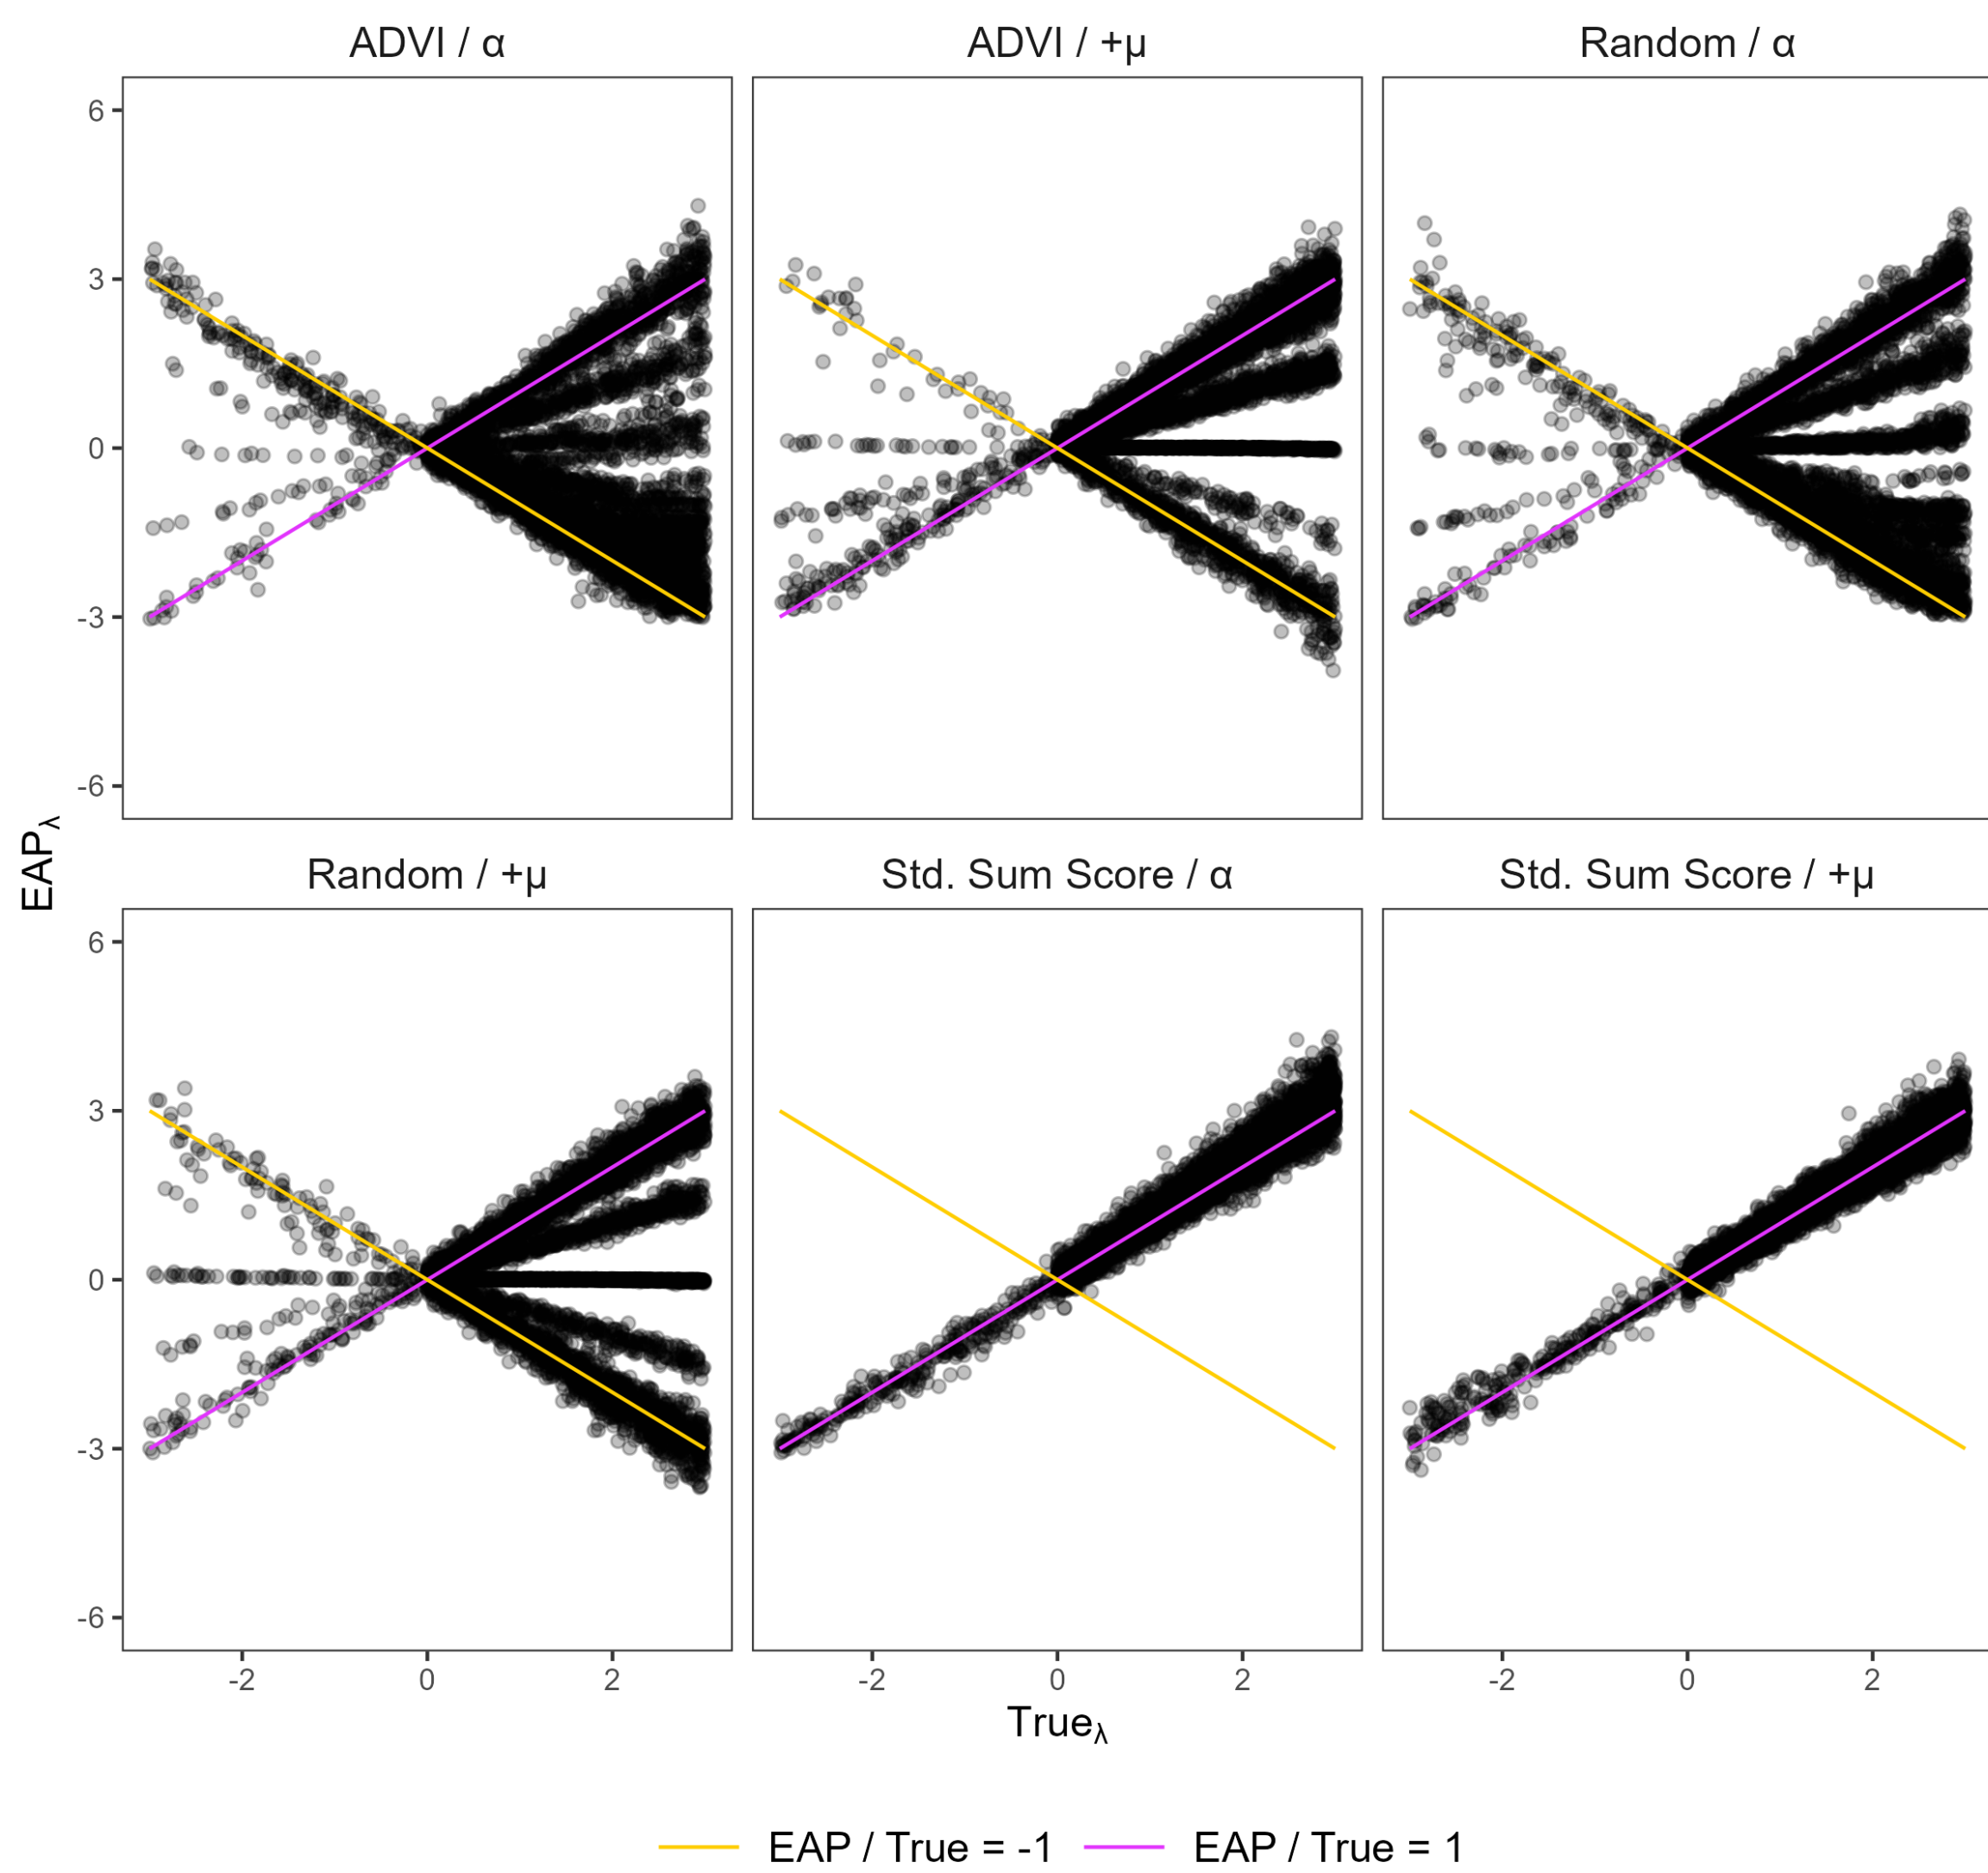 ADVI / α
ADVI / +μ
Random / α
6
3
0
-3
-6
EAPλ
Random / +μ
Std. Sum Score / α
Std. Sum Score / +μ
6
3
0
-3
-6
-2 0 2
-2 0 2
-2 0 2
Trueλ
EAP / True = -1
EAP / True = 1